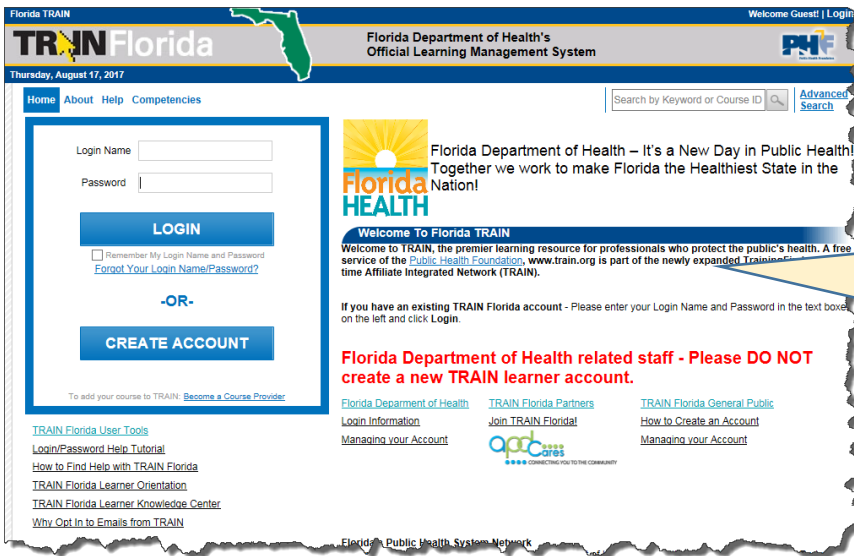 Florida TRAIN
Welcome Guest! | Login
TRAIN Florida
Florida Department of Health's
Official Learning Management System
PHF
Thursday, August 17, 2017
Home About Help Competencies
Search by Keyword or Course ID
Advanced
Search
Login Name
Password
LOGIN
Remember My Login Name and Password
Forgot Your Login Name/Password?
-OR-
CREATE ACCOUNT
To add your course to TRAIN: Become a Course Provider
TRAIN Florida User Tools
Login/Password Help Tutorial
How to Find Help with TRAIN Florida
TRAIN Florida Learner Orientation
TRAIN Florida Learner Knowledge Center
Why Opt In to Emails from TRAIN
Florida
HEALTH
Florida Department of Health – It's a New Day in Public Health!
Together we work to make Florida the Healthiest State in the
Nation!
Welcome To Florida TRAIN
Welcome to TRAIN, the premier learning resource for professionals who protect the public's health. A free
service of the Public Health Foundation, www.train.org is part of the newly expanded
time Affiliate Integrated Network (TRAIN).
If you have an existing TRAIN Florida account - Please enter your Login Name and Password in the text boxes
on the left and click Login.
Florida Department of Health related staff - Please DO NOT
create a new TRAIN learner account.
Florida Deparment of Health
Login Information
Managing your Account
TRAIN Florida Partners
Join TRAIN Florida!
apdCares
CONNECTING YOU TO THE COMMUNITY
TRAIN Florida General Public
How to Create an Account
Managing your Account
Florida's Public Health System Network